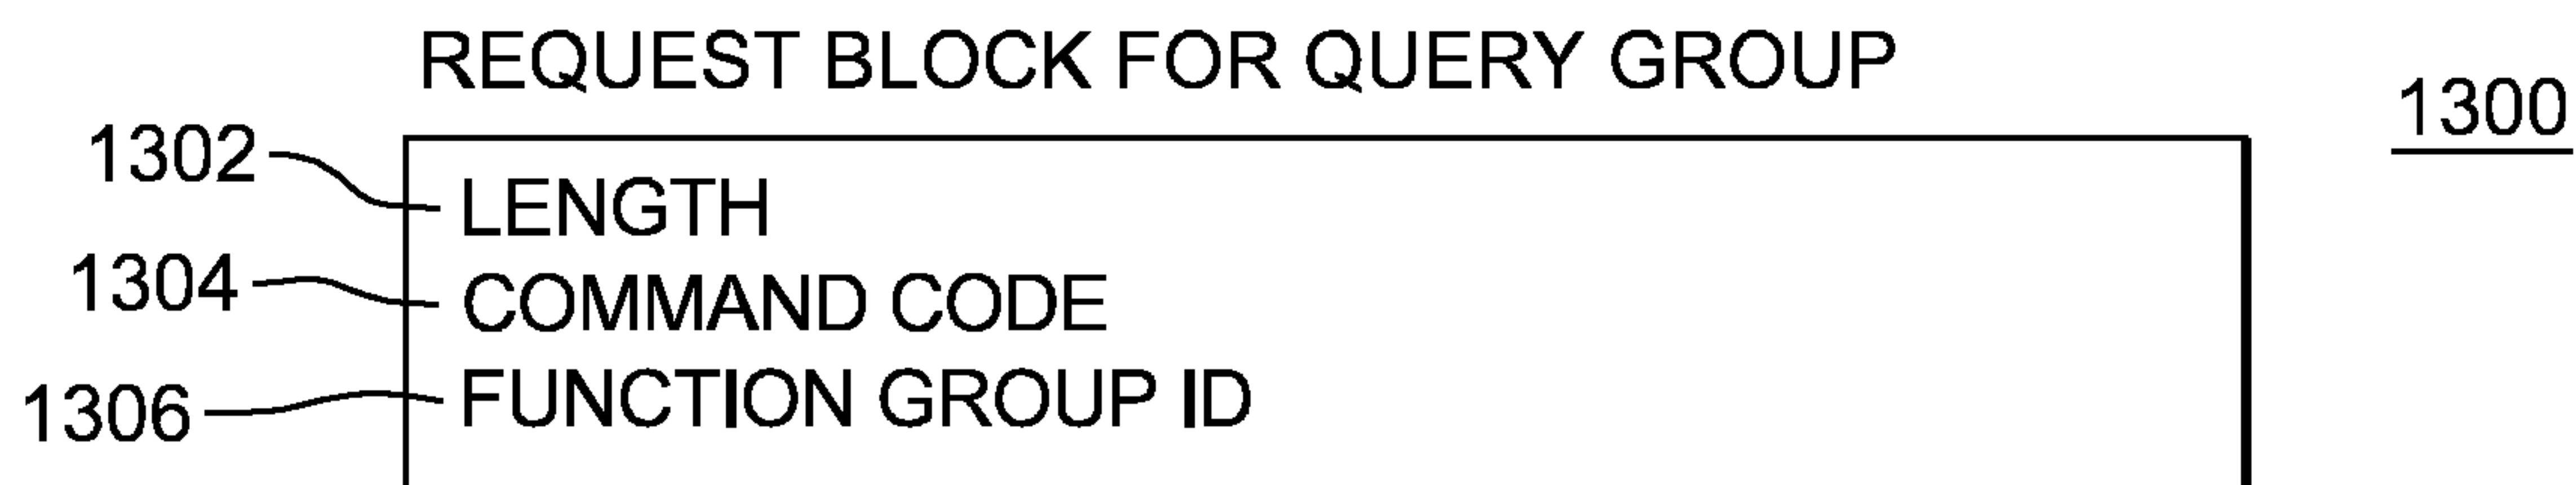 REQUEST BLOCK FOR QUERY GROUP
1300
1302 LENGTH
1304 COMMAND CODE
1306 FUNCTION GROUP ID